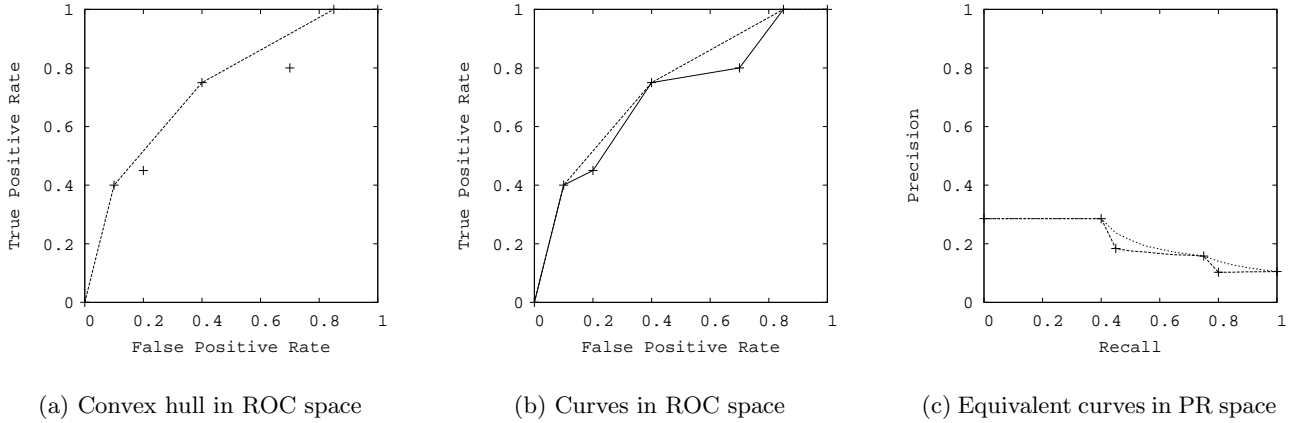 1
0.8
0.6
0.4
0.2
0
True Positive Rate
0 0.2 0.4 0.6 0.8 1
False Positive Rate
(a) Convex hull in ROC space
1
0.8
0.6
0.4
0.2
0
True Positive Rate
0 0.2 0.4 0.6 0.8 1
False Positive Rate
(b) Curves in ROC space
1
0.8
0.6
0.4
0.2
0
Precision
0 0.2 0.4 0.6 0.8 1
Recall
(c) Equivalent curves in PR space